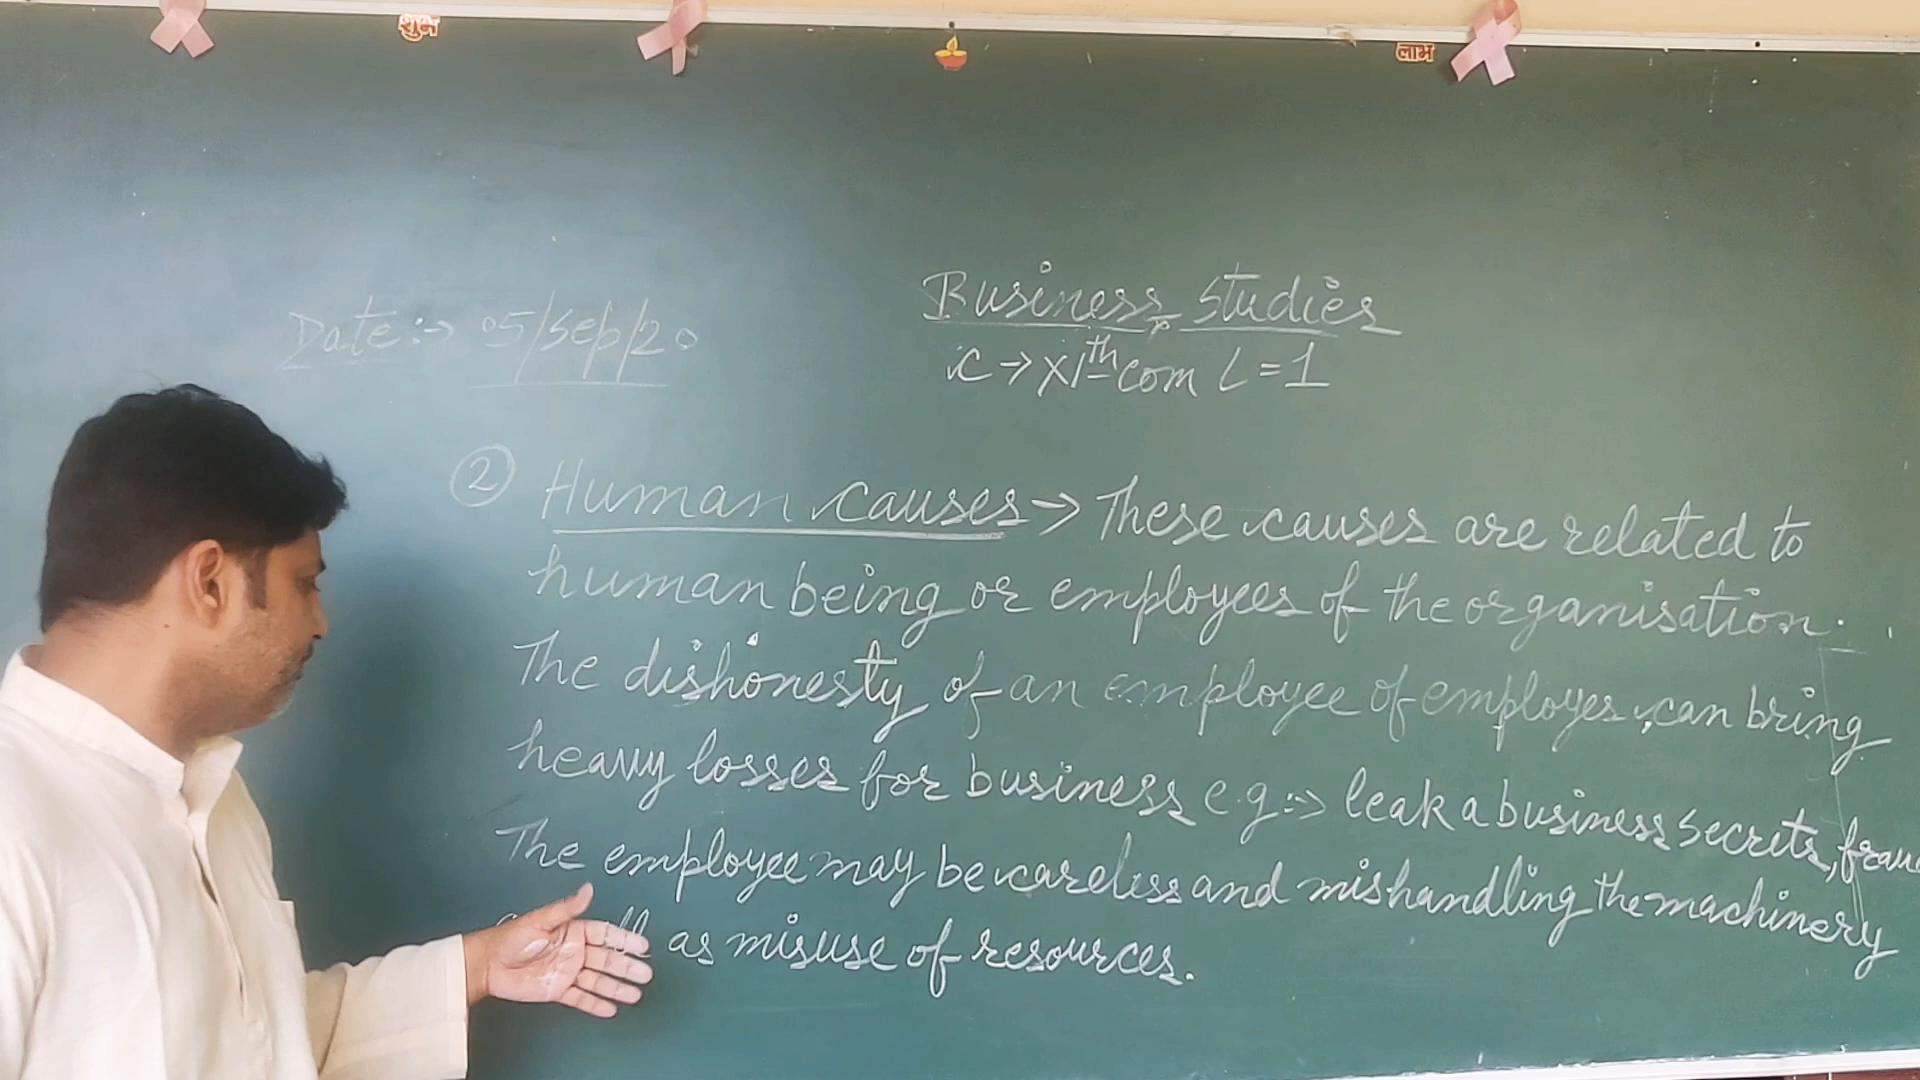 शुभ
लाभ
Business Studies
Date:→ 05/Sep/20
C → XIth com L = 1
② Human Causes → These causes are related to
human being or employees of the organisation.
The dishonesty of an employee of employes can bring
heavy losses for business e.g:→ leak a business secrets,
The employee may be careless and mishandling the machinery
as misuse of resources.